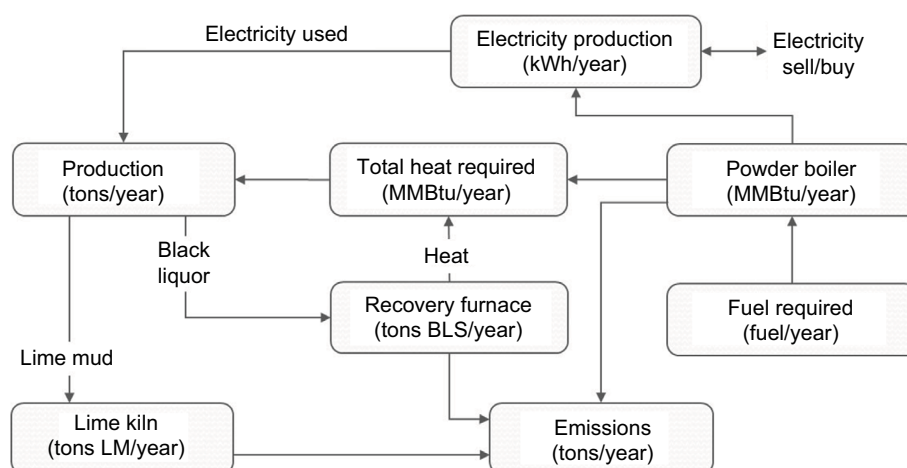 Electricity used
Electricity production
(kWh/year)
Electricity
sell/buy
Production
(tons/year)
Total heat required
(MMBtu/year)
Powder boiler
(MMBtu/year)
Black
liquor
Heat
Recovery furnace
(tons BLS/year)
Fuel required
(fuel/year)
Lime mud
Lime kiln
(tons LM/year)
Emissions
(tons/year)